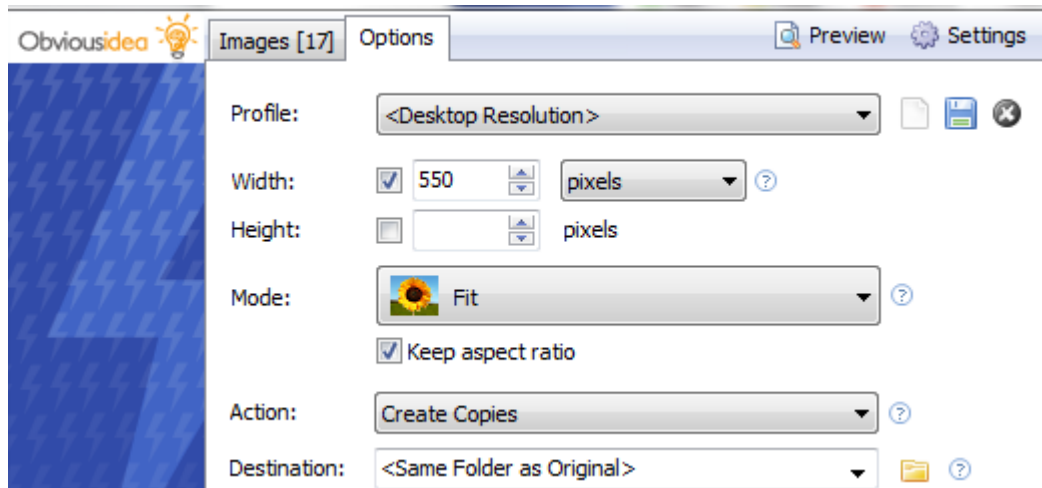 Obviousidea Images [17] Options Preview Settings
Profile: <Desktop Resolution>
Width: 550 pixels ?
Height: pixels
Mode: Fit ?
Keep aspect ratio
Action: Create Copies ?
Destination: <Same Folder as Original> ?